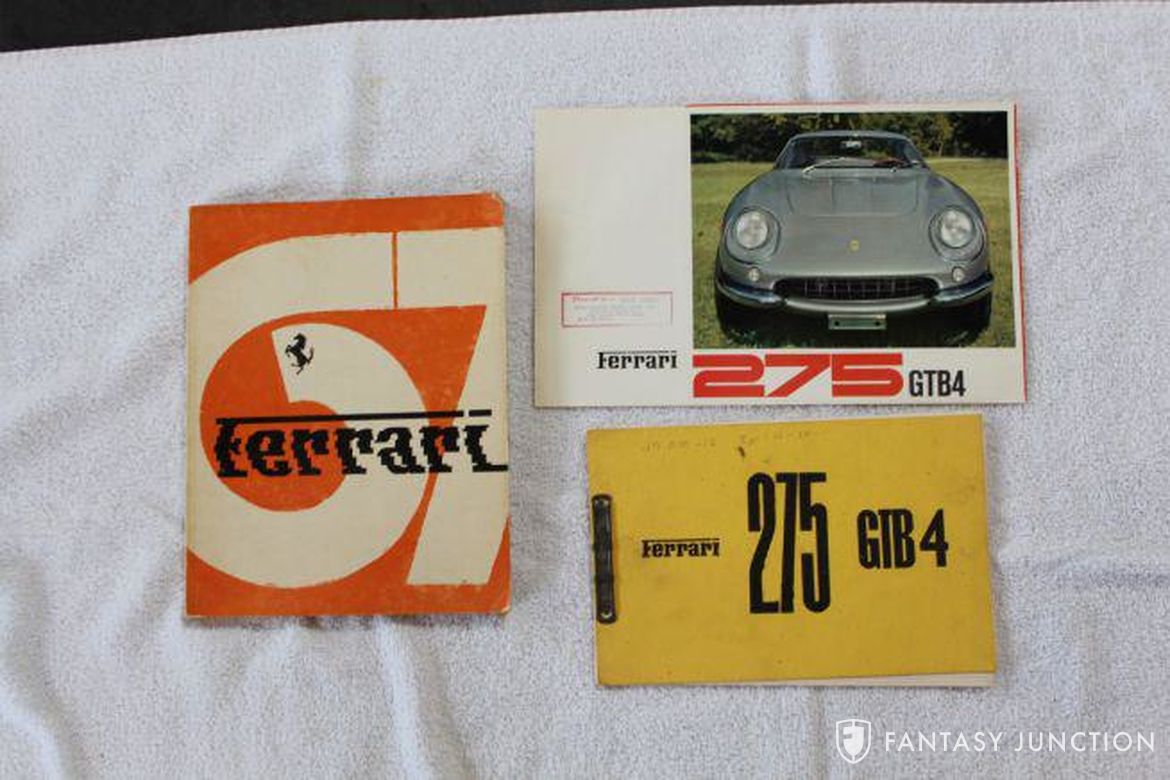 67
Ferrari
Ferrari 275 GTB4
Ferrari 275 GTB4
FANTASY JUNCTION